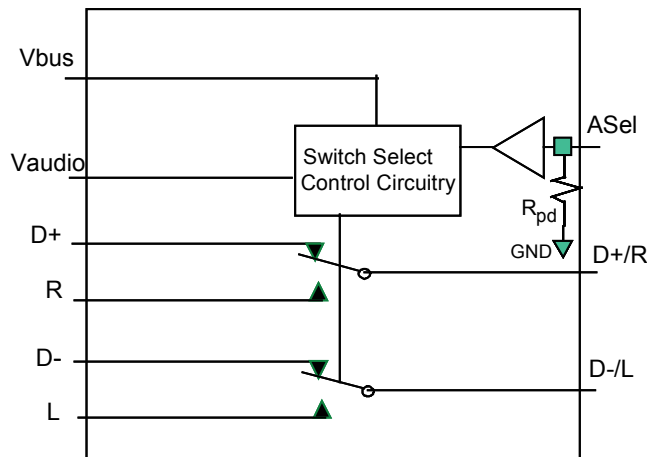 Vbus
ASel
Vaudio
Switch Select
Control Circuitry
Rpd
GND
D+
D+/R
R
D-
D-/L
L